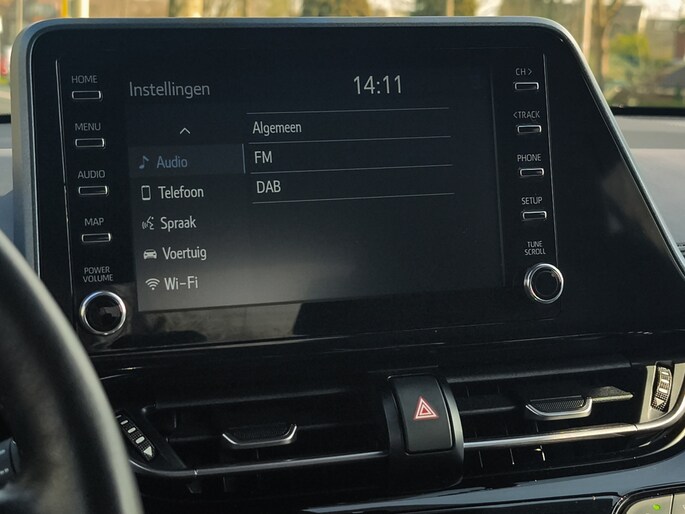 HOME
MENU
AUDIO
MAP
POWER
VOLUME
Instellingen
14:11
Audio
Telefoon
Spraak
Voertuig
Wi-Fi
Algemeen
FM
DAB
CH >
< TRACK
PHONE
SETUP
TUNE
SCROLL